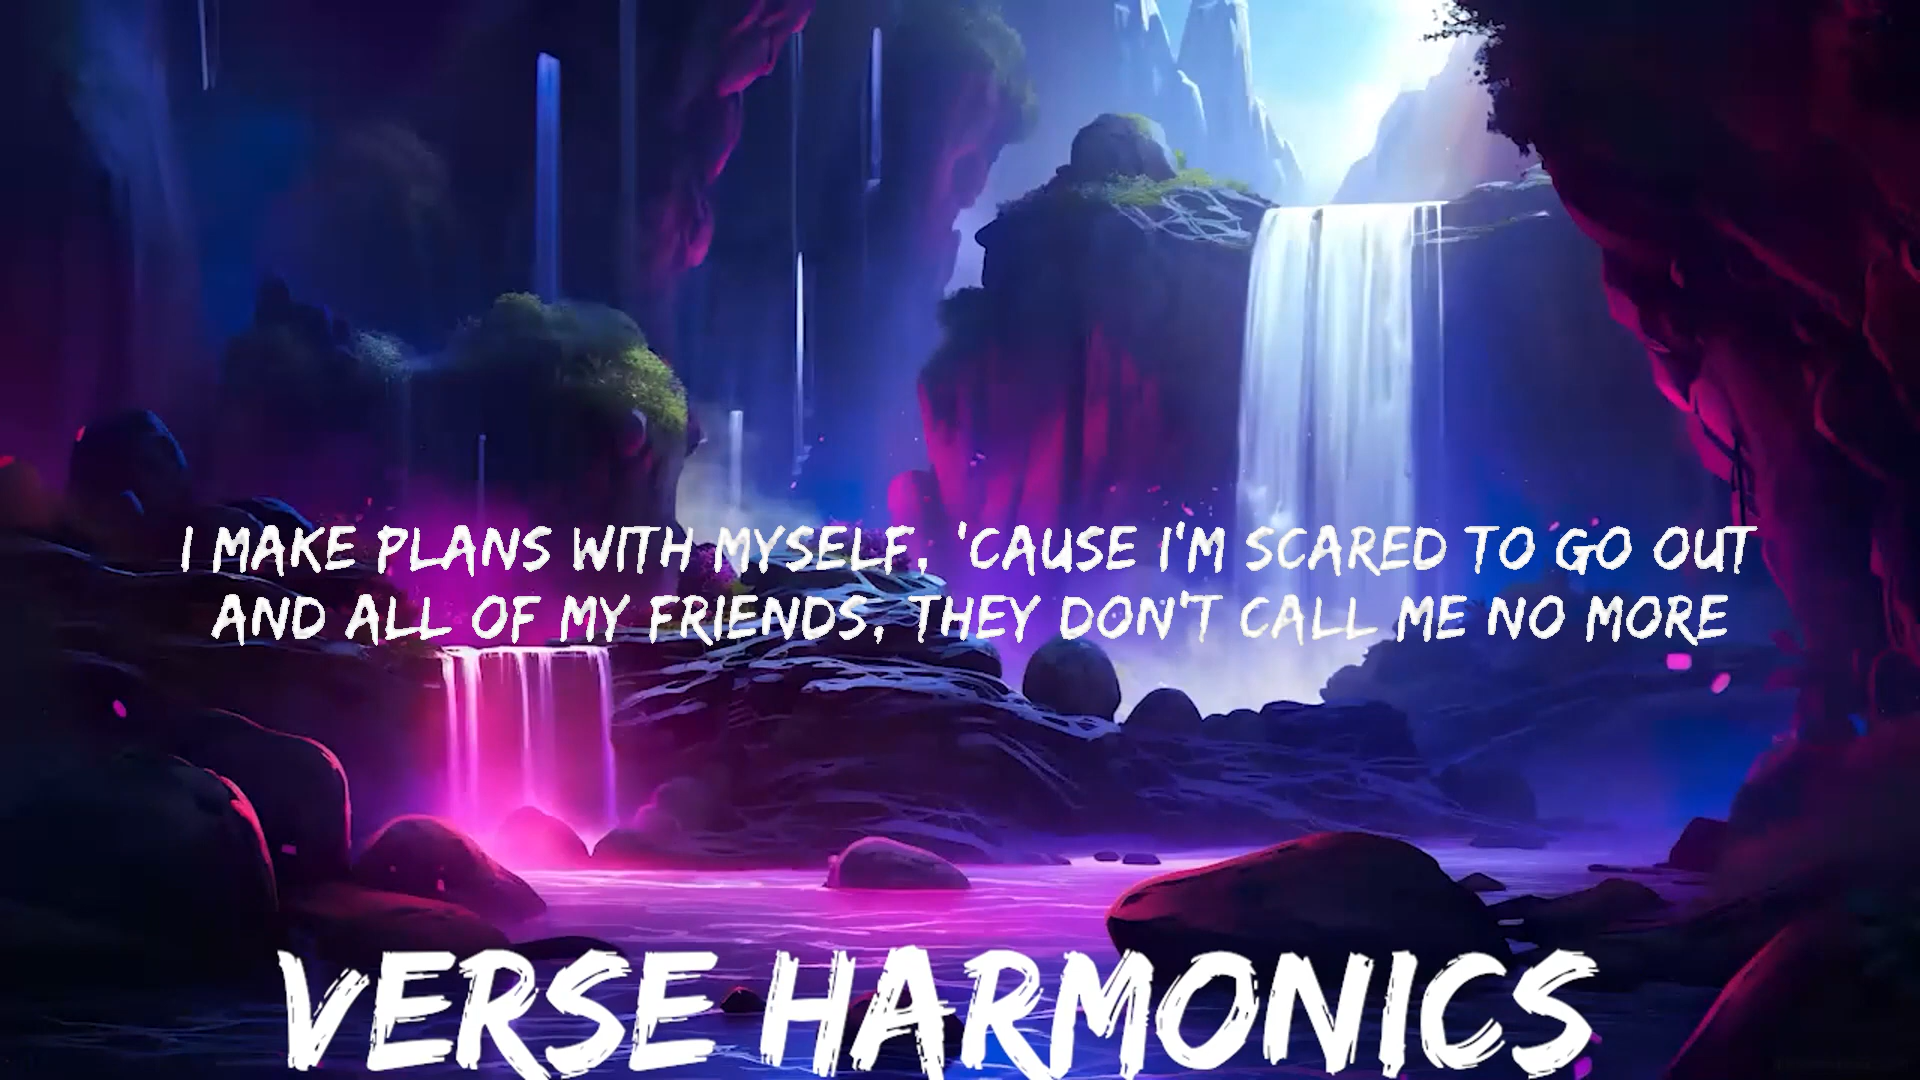 I MAKE PLANS WITH MYSELF, 'CAUSE I'M SCARED TO GO OUT
AND ALL OF MY FRIENDS, THEY DON'T CALL ME NO MORE
VERSE HARMONICS